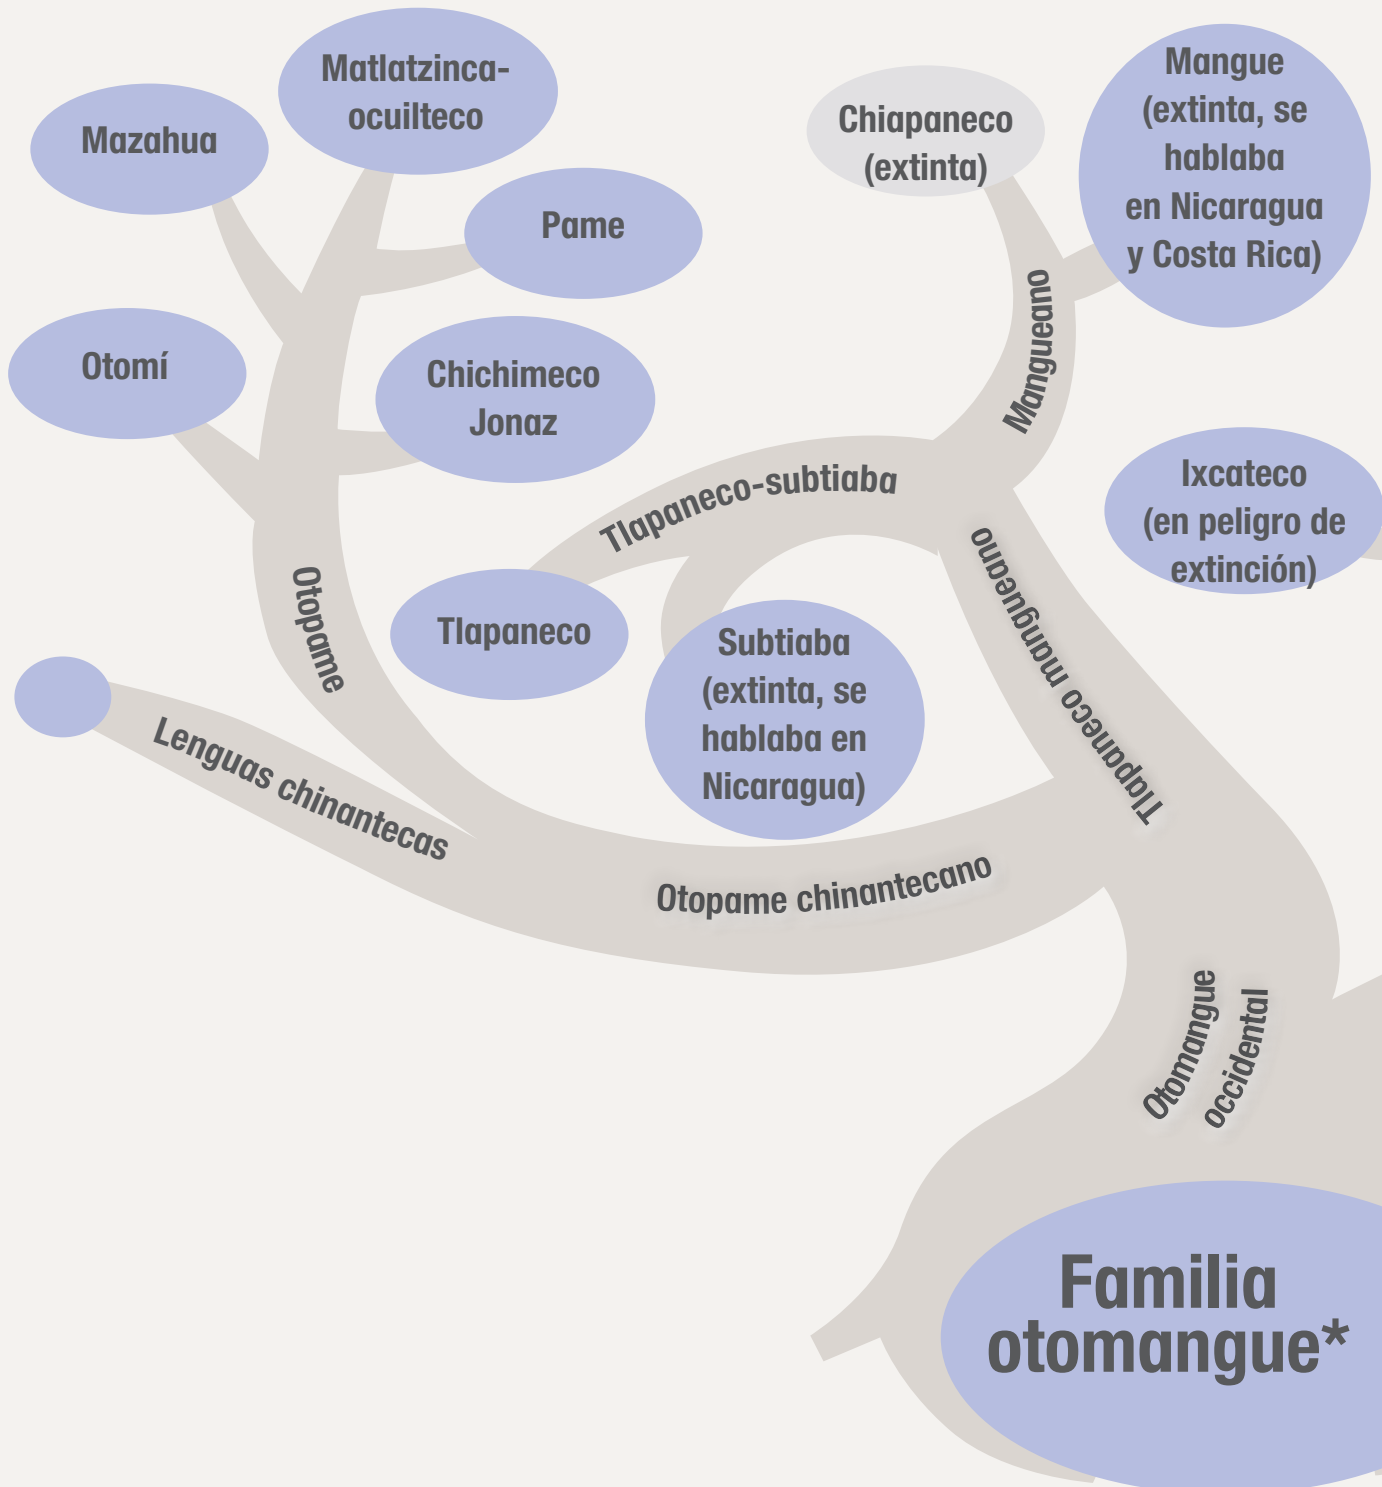 Matlatzinca-
ocuilteco
Mazahua
Pame
Otomí
Chichimeco
Jonaz
Chiapaneco
(extinta)
Mangue
(extinta, se
hablaba
en Nicaragua
y Costa Rica)
Mangueano
Ixcateco
(en peligro de
extinción)
Tlapaneco-subtiaba
Tlapaneco mangueano
Otopame
Tlapaneco
Subtiaba
(extinta, se
hablaba en
Nicaragua)
Lenguas chinantecas
Otopame chinantecano
Otomangue
occidental
Familia
otomangue*